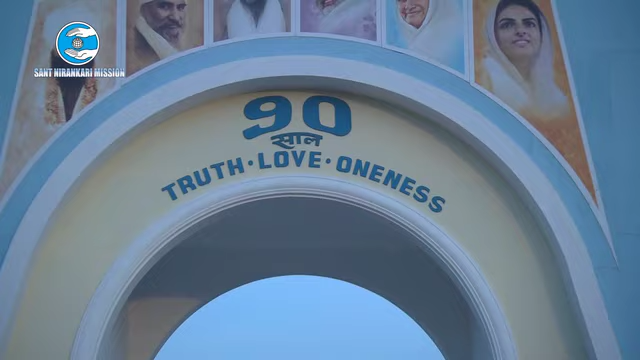 SANT NIRANKARI MISSION
90
साल
TRUTH · LOVE · ONENESS